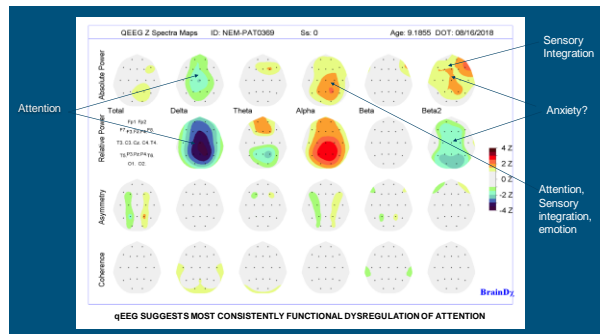 QEEG Z Spectra Maps ID: NEM-PAT0369 Ss: 0 Age: 9.1855 DOT: 08/16/2018
Sensory
Integration
Absolute Power
Attention
Anxiety?
Total Delta Theta Alpha Beta Beta2
Relative Power
Fp1 Fp2
F7 F3 Fz F4 F8
T3 C3 Cz C4 T4
T5 P3 Pz P4 T6
O1 O2
4 Z
2 Z
0 Z
-2 Z
-4 Z
Attention,
Sensory
integration,
emotion
Asymmetry
Coherence
BrainDx
qEEG SUGGESTS MOST CONSISTENTLY FUNCTIONAL DYSREGULATION OF ATTENTION